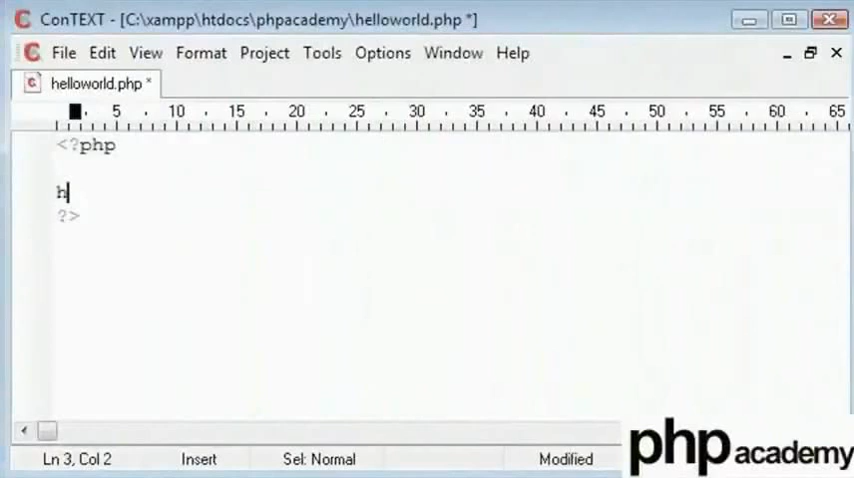 ConTEXT - [C:\xampp\htdocs\phpacademy\helloworld.php *]
File Edit View Format Project Tools Options Window Help
helloworld.php *
5 10 15 20 25 30 35 40 45 50 55 60 65
<?php
h
?>
Ln 3, Col 2 Insert Sel: Normal Modified
php academy